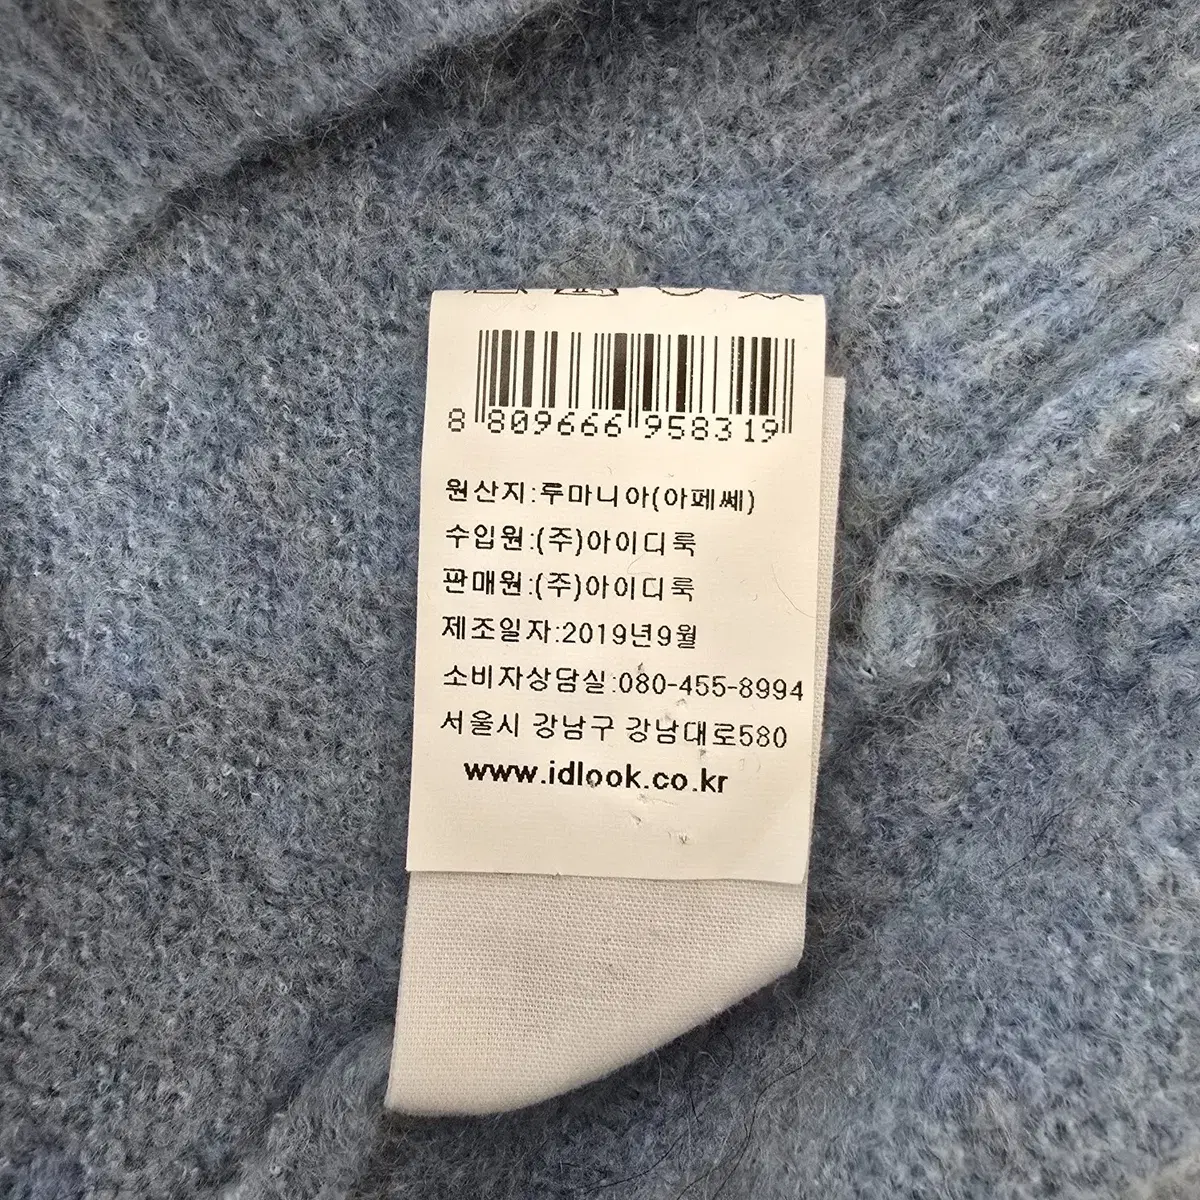 8 809666 958319
원산지:루마니아(아페쎄)
수입원:(주)아이디룩
판매원:(주)아이디룩
제조일자:2019년9월
소비자상담실:080-455-8994
서울시 강남구 강남대로580
www.idlook.co.kr